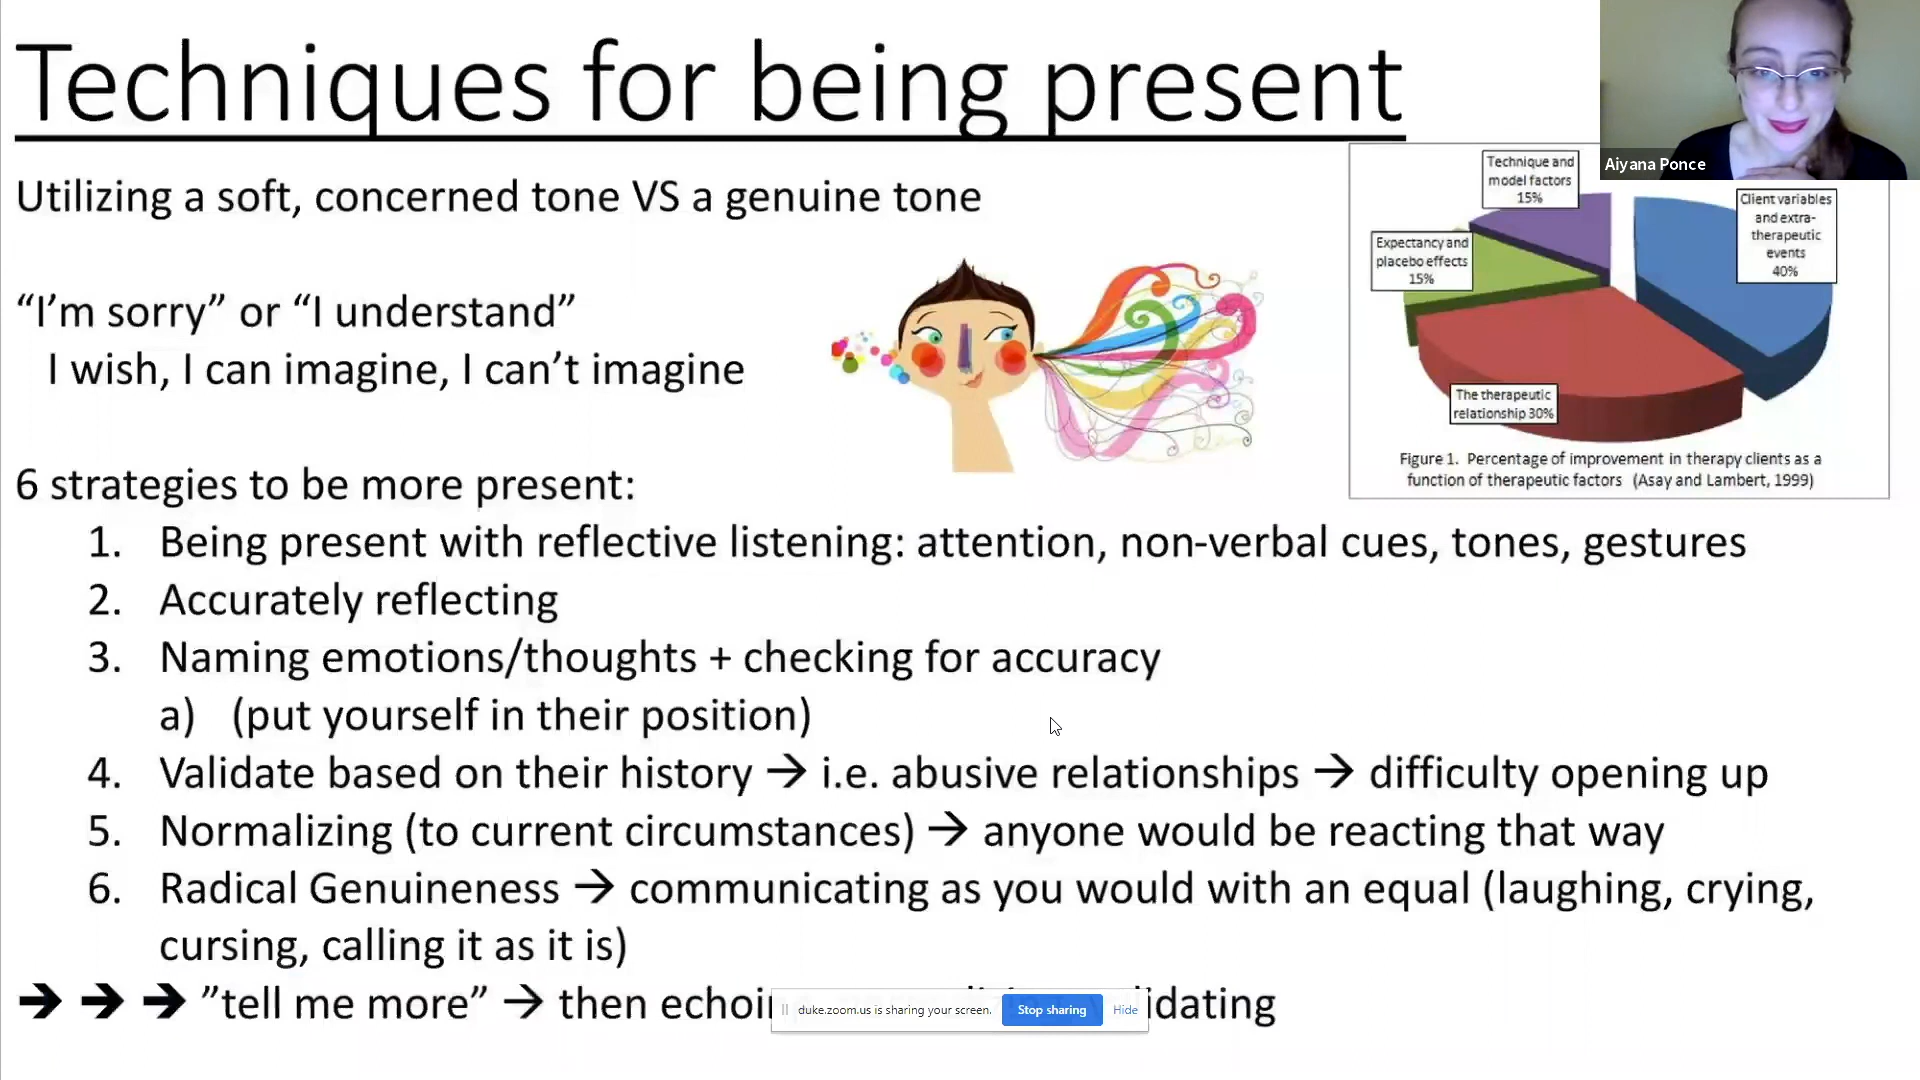 Techniques for being present
Aiyana Ponce
Utilizing a soft, concerned tone VS a genuine tone
“I’m sorry” or “I understand”
I wish, I can imagine, I can’t imagine
Technique and
model factors
15%
Client variables
and extra-
therapeutic
events
40%
Expectancy and
placebo effects
15%
The therapeutic
relationship 30%
Figure 1. Percentage of improvement in therapy clients as a
function of therapeutic factors (Asay and Lambert, 1999)
6 strategies to be more present:
1. Being present with reflective listening: attention, non-verbal cues, tones, gestures
2. Accurately reflecting
3. Naming emotions/thoughts + checking for accuracy
a) (put yourself in their position)
4. Validate based on their history → i.e. abusive relationships → difficulty opening up
5. Normalizing (to current circumstances) → anyone would be reacting that way
6. Radical Genuineness → communicating as you would with an equal (laughing, crying,
cursing, calling it as it is)
→ → → ”tell me more” → then
duke.zoom.us is sharing your screen. Stop sharing Hide